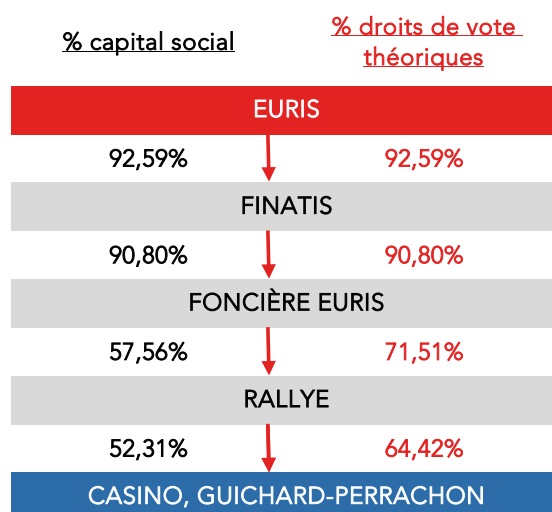 % capital social
% droits de vote
théoriques
EURIS
92,59% 92,59%
FINATIS
90,80% 90,80%
FONCIÈRE EURIS
57,56% 71,51%
RALLYE
52,31% 64,42%
CASINO, GUICHARD-PERRACHON